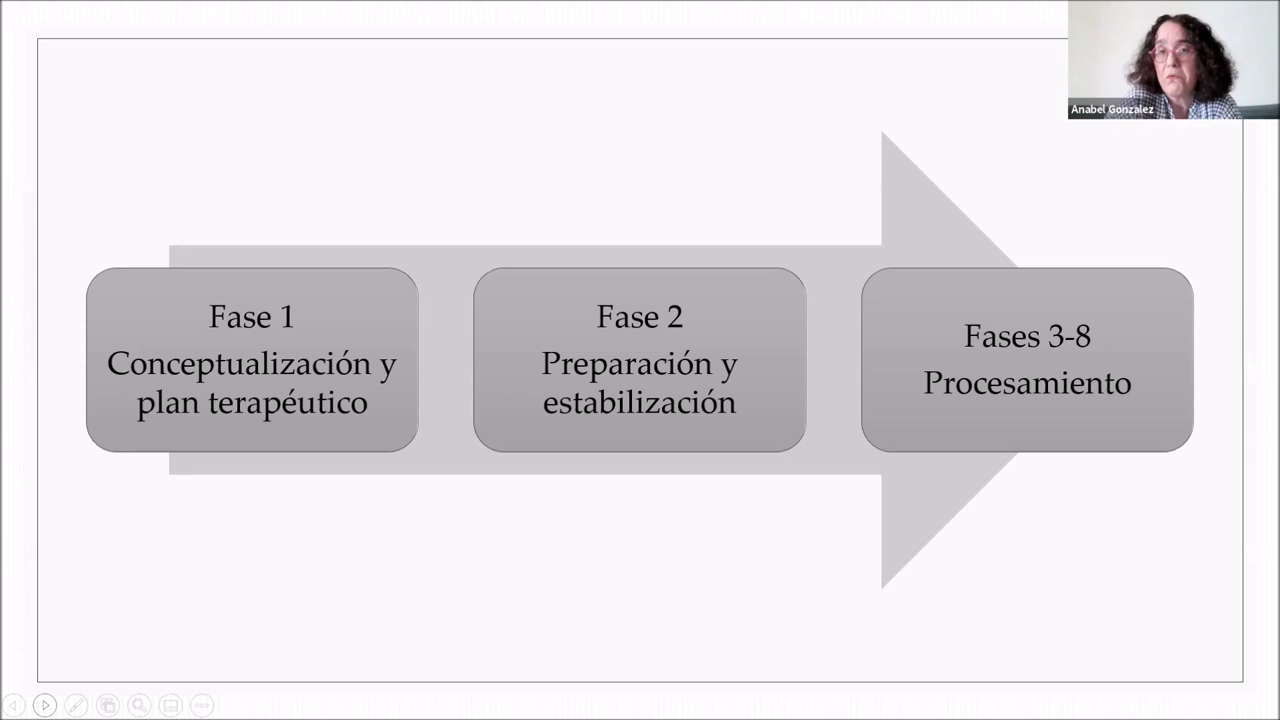 Anabel Gonzalez
Fase 1
Conceptualización y
plan terapéutico
Fase 2
Preparación y
estabilización
Fases 3-8
Procesamiento